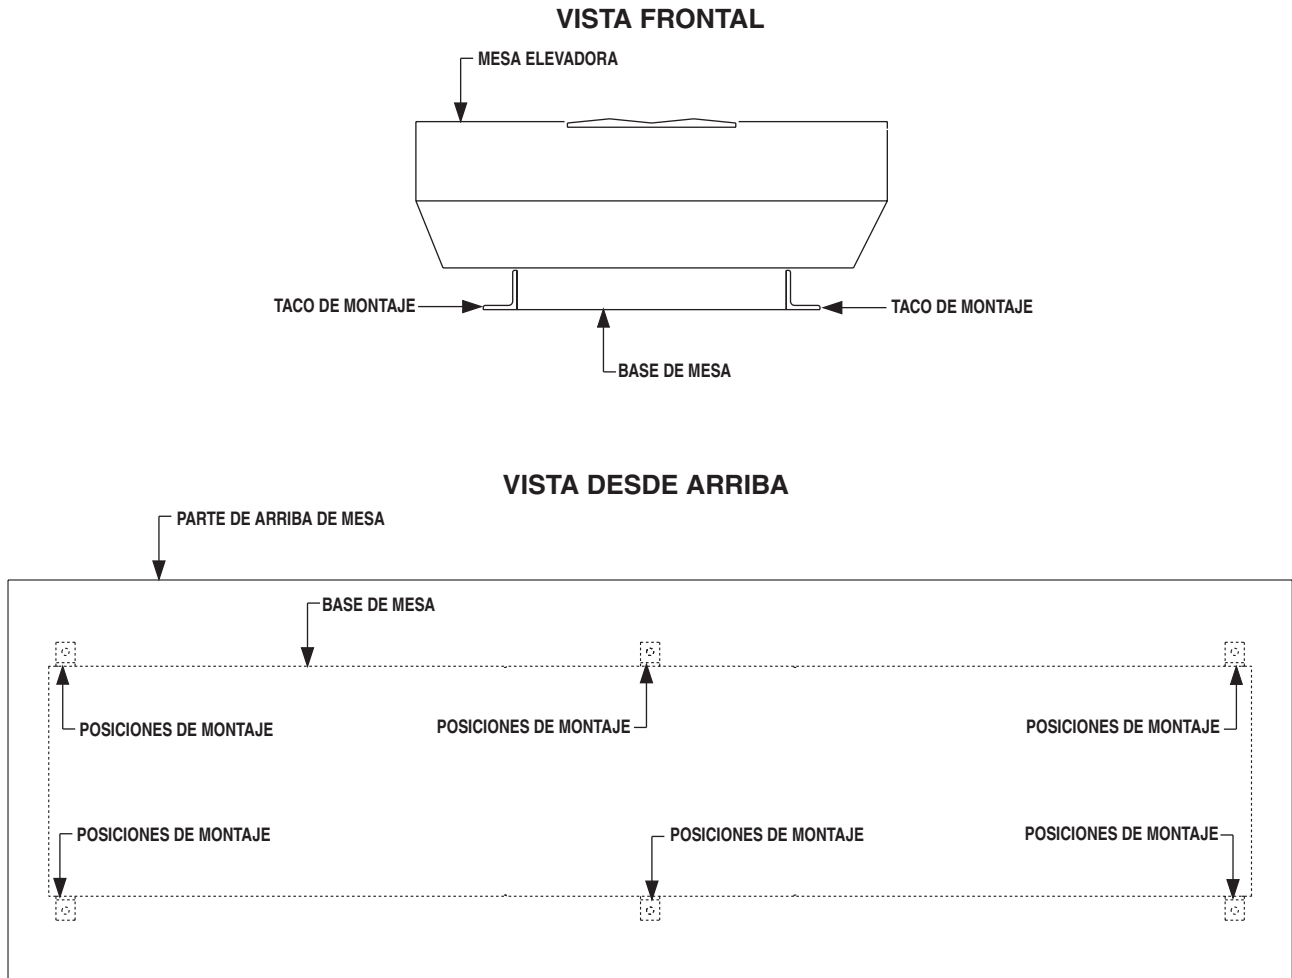 VISTA FRONTAL
MESA ELEVADORA
TACO DE MONTAJE
TACO DE MONTAJE
BASE DE MESA
VISTA DESDE ARRIBA
PARTE DE ARRIBA DE MESA
BASE DE MESA
POSICIONES DE MONTAJE
POSICIONES DE MONTAJE
POSICIONES DE MONTAJE
POSICIONES DE MONTAJE
POSICIONES DE MONTAJE
POSICIONES DE MONTAJE